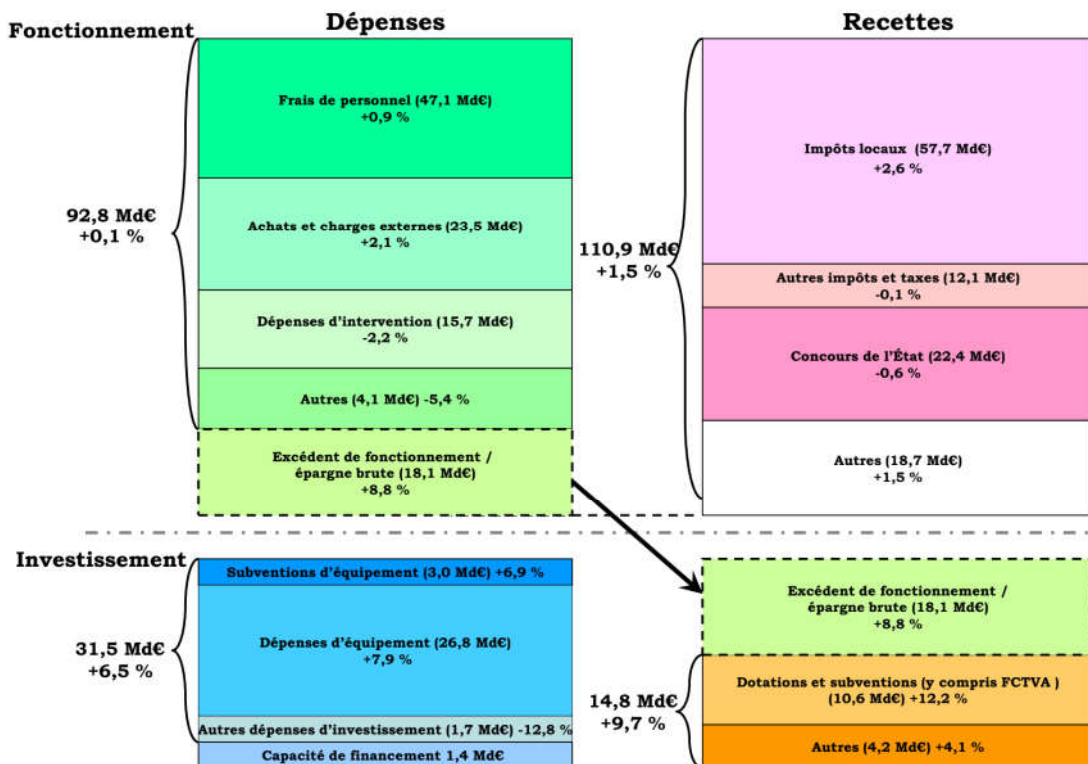 Dépenses
Recettes
Fonctionnement
Frais de personnel (47,1 Md€)
+0,9 %
Achats et charges externes (23,5 Md€)
+2,1 %
92,8 Md€
+0,1 %
Dépenses d'intervention (15,7 Md€)
-2,2 %
Autres (4,1 Md€) -5,4 %
Excédent de fonctionnement /
épargne brute (18,1 Md€)
+8,8 %
Impôts locaux (57,7 Md€)
+2,6 %
110,9 Md€
+1,5 %
Autres impôts et taxes (12,1 Md€)
-0,1 %
Concours de l'État (22,4 Md€)
-0,6 %
Autres (18,7 Md€)
+1,5 %
Investissement
Subventions d'équipement (3,0 Md€) +6,9 %
Dépenses d'équipement (26,8 Md€)
+7,9 %
31,5 Md€
+6,5 %
Autres dépenses d'investissement (1,7 Md€) -12,8 %
Capacité de financement 1,4 Md€
Excédent de fonctionnement /
épargne brute (18,1 Md€)
+8,8 %
14,8 Md€
+9,7 %
Dotations et subventions (y compris FCTVA )
(10,6 Md€) +12,2 %
Autres (4,2 Md€) +4,1 %